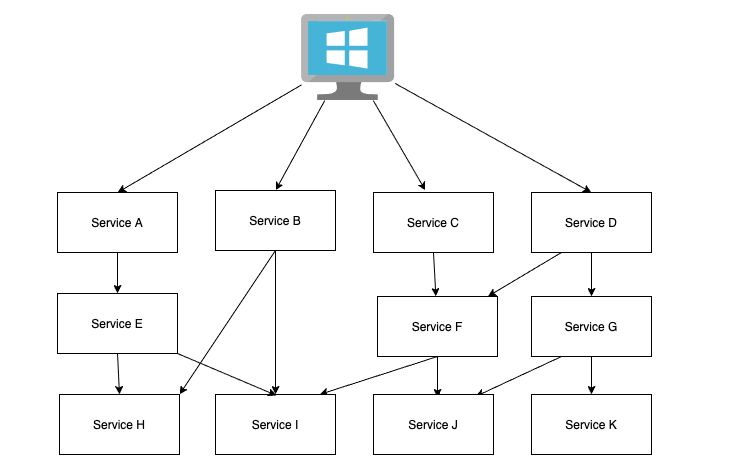 Service A
Service B
Service C
Service D
Service E
Service F
Service G
Service H
Service I
Service J
Service K